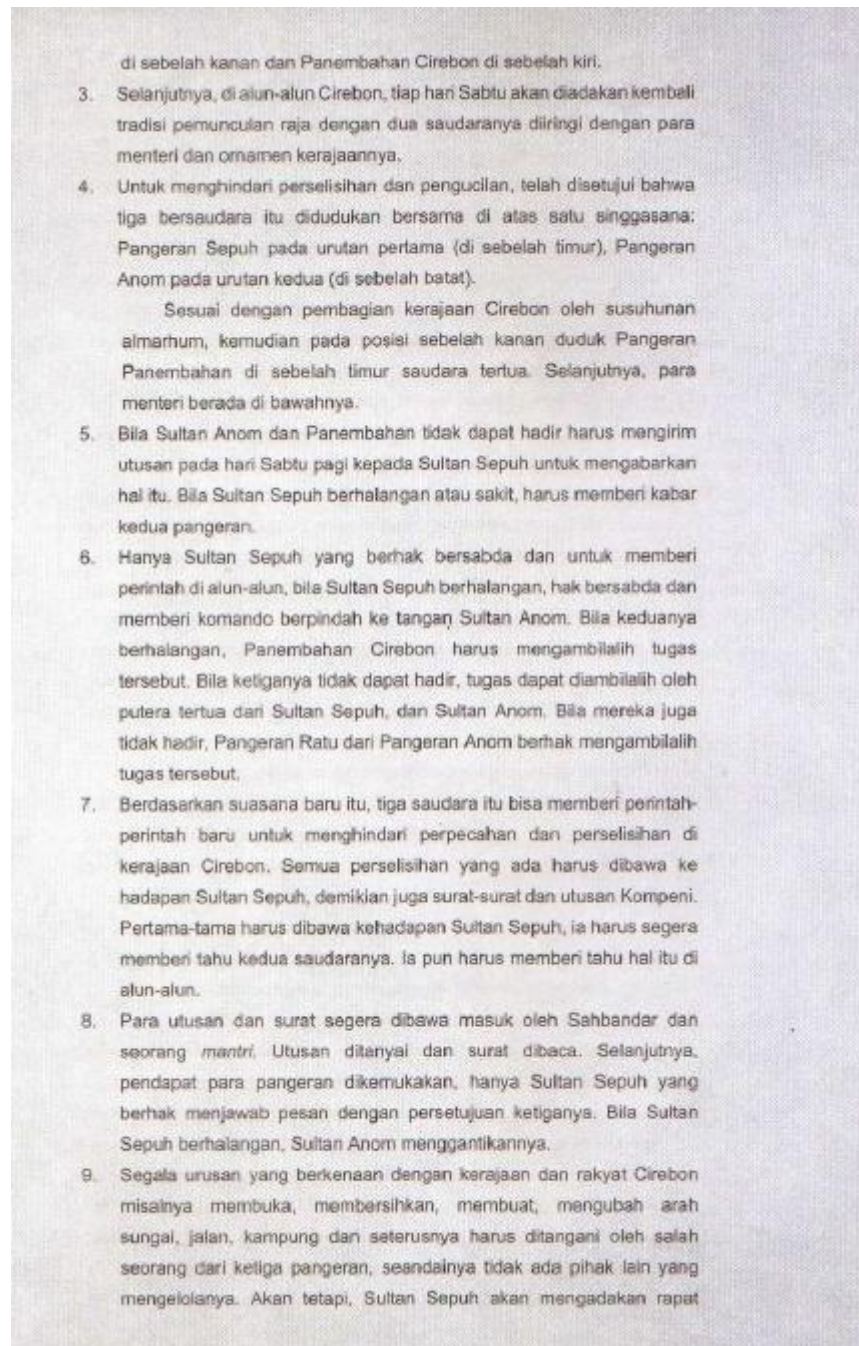 di sebelah kanan dan Panembahan Cirebon di sebelah kiri.
3. Selanjutnya, di alun-alun Cirebon, tiap hari Sabtu akan diadakan kembali
tradisi pemunculan raja dengan dua saudaranya diiringi dengan para
menteri dan ornamen kerajaannya.
4. Untuk menghindari perselisihan dan pengucilan, telah disetujui bahwa
tiga bersaudara itu didudukan bersama di atas satu singgasana:
Pangeran Sepuh pada urutan pertama (di sebelah timur), Pangeran
Anom pada urutan kedua (di sebelah batat).
Sesuai dengan pembagian kerajaan Cirebon oleh susuhunan
almarhum, kemudian pada posisi sebelah kanan duduk Pangeran
Panembahan di sebelah timur saudara tertua. Selanjutnya, para
menteri berada di bawahnya.
5. Bila Sultan Anom dan Panembahan tidak dapat hadir harus mengirim
utusan pada hari Sabtu pagi kepada Sultan Sepuh untuk mengabarkan
hal itu. Bila Sultan Sepuh berhalangan atau sakit, harus memberi kabar
kedua pangeran.
6. Hanya Sultan Sepuh yang berhak bersabda dan untuk memberi
perintah di alun-alun, bila Sultan Sepuh berhalangan, hak bersabda dan
memberi komando berpindah ke tangan Sultan Anom. Bila keduanya
berhalangan, Panembahan Cirebon harus mengambilalih tugas
tersebut. Bila ketiganya tidak dapat hadir, tugas dapat diambilalih oleh
putera tertua dari Sultan Sepuh, dan Sultan Anom. Bila mereka juga
tidak hadir, Pangeran Ratu dari Pangeran Anom berhak mengambilalih
tugas tersebut.
7. Berdasarkan suasana baru itu, tiga saudara itu bisa memberi perintah-
perintah baru untuk menghindari perpecahan dan perselisihan di
kerajaan Cirebon. Semua perselisihan yang ada harus dibawa ke
hadapan Sultan Sepuh, demikian juga surat-surat dan utusan Kompeni.
Pertama-tama harus dibawa kehadapan Sultan Sepuh, ia harus segera
memberi tahu kedua saudaranya. Ia pun harus memberi tahu hal itu di
alun-alun.
8. Para utusan dan surat segera dibawa masuk oleh Sahbandar dan
seorang mantri. Utusan ditanyai dan surat dibaca. Selanjutnya,
pendapat para pangeran dikemukakan, hanya Sultan Sepuh yang
berhak menjawab pesan dengan persetujuan ketiganya. Bila Sultan
Sepuh berhalangan, Sultan Anom menggantikannya.
9. Segala urusan yang berkenaan dengan kerajaan dan rakyat Cirebon
misalnya membuka, membersihkan, membuat, mengubah arah
sungai, jalan, kampung dan seterusnya harus ditangani oleh salah
seorang dari ketiga pangeran, seandainya tidak ada pihak lain yang
mengelolanya. Akan tetapi, Sultan Sepuh akan mengadakan rapat